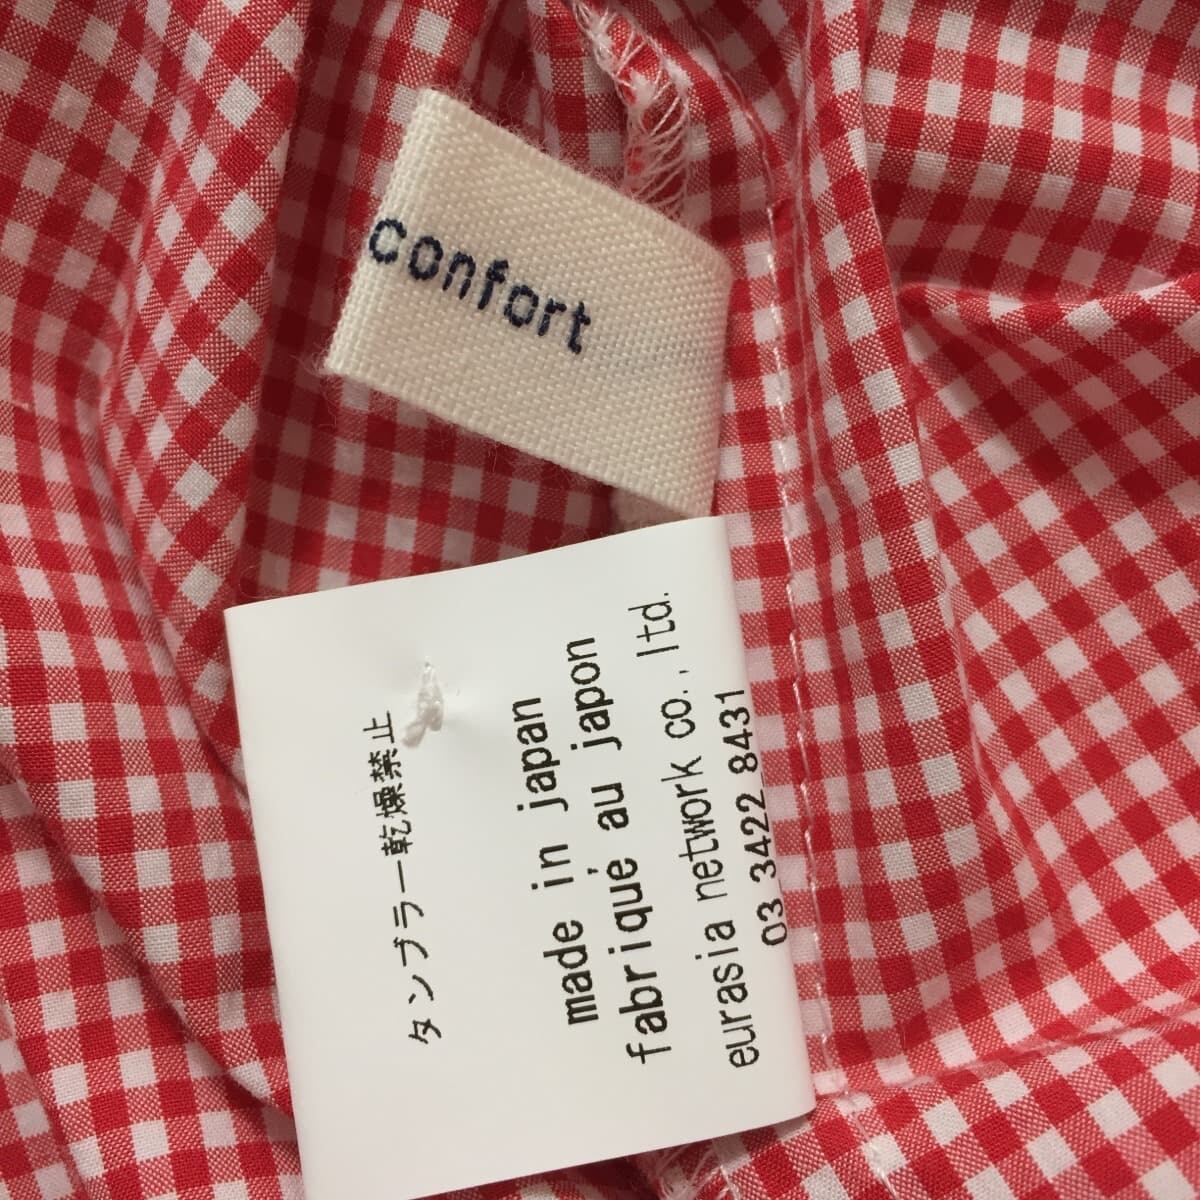 confort
タンブラー乾燥禁止
made in japan
fabriqué au japon
eurasia network co., ltd.
03 3422 8431